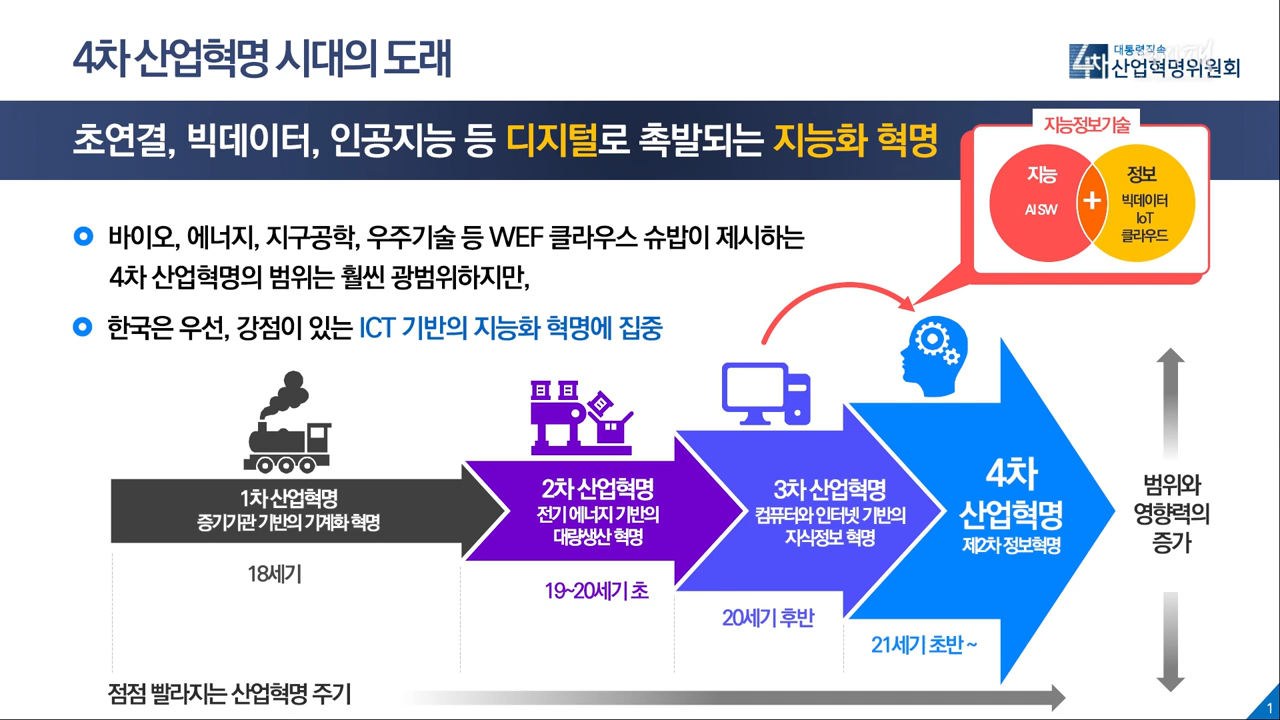 4차 산업혁명 시대의 도래
대통령직속
4차 산업혁명위원회
초연결, 빅데이터, 인공지능 등 디지털로 촉발되는 지능화 혁명
지능정보기술
지능
AI SW
+
정보
빅데이터
IoT
클라우드
바이오, 에너지, 지구공학, 우주기술 등 WEF 클라우스 슈밥이 제시하는
4차 산업혁명의 범위는 훨씬 광범위하지만,
한국은 우선, 강점이 있는 ICT 기반의 지능화 혁명에 집중
1차 산업혁명
증기기관 기반의 기계화 혁명
18세기
2차 산업혁명
전기 에너지 기반의
대량생산 혁명
19~20세기 초
3차 산업혁명
컴퓨터와 인터넷 기반의
지식정보 혁명
20세기 후반
4차
산업혁명
제2차 정보혁명
21세기 초반 ~
범위와
영향력의
증가
점점 빨라지는 산업혁명 주기
1